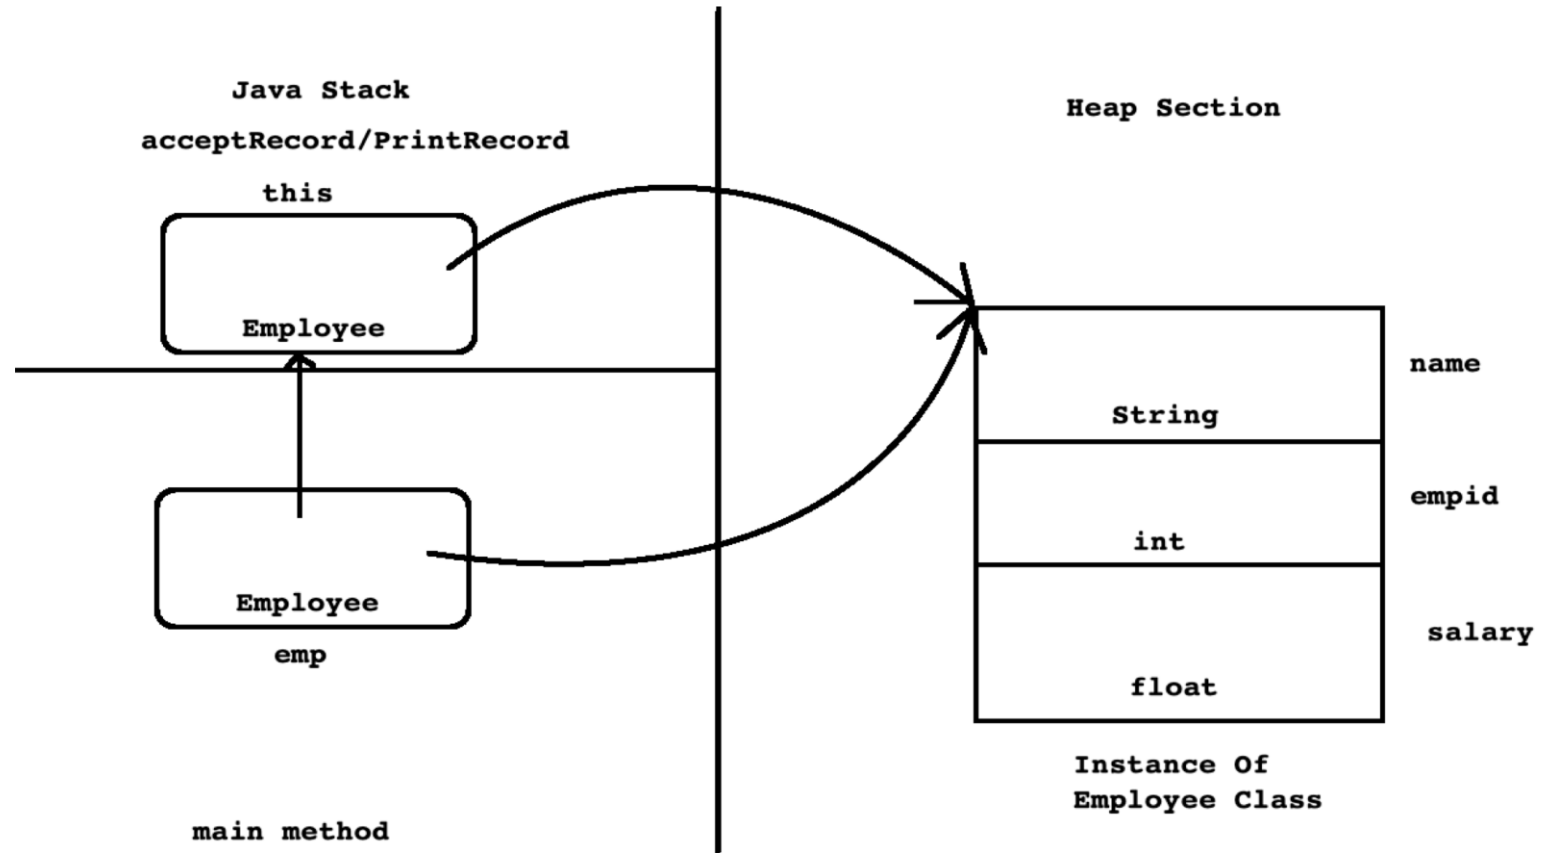 Java Stack
acceptRecord/PrintRecord
this
Employee
Employee
emp
main method
Heap Section
name
String
empid
int
salary
float
Instance Of
Employee Class